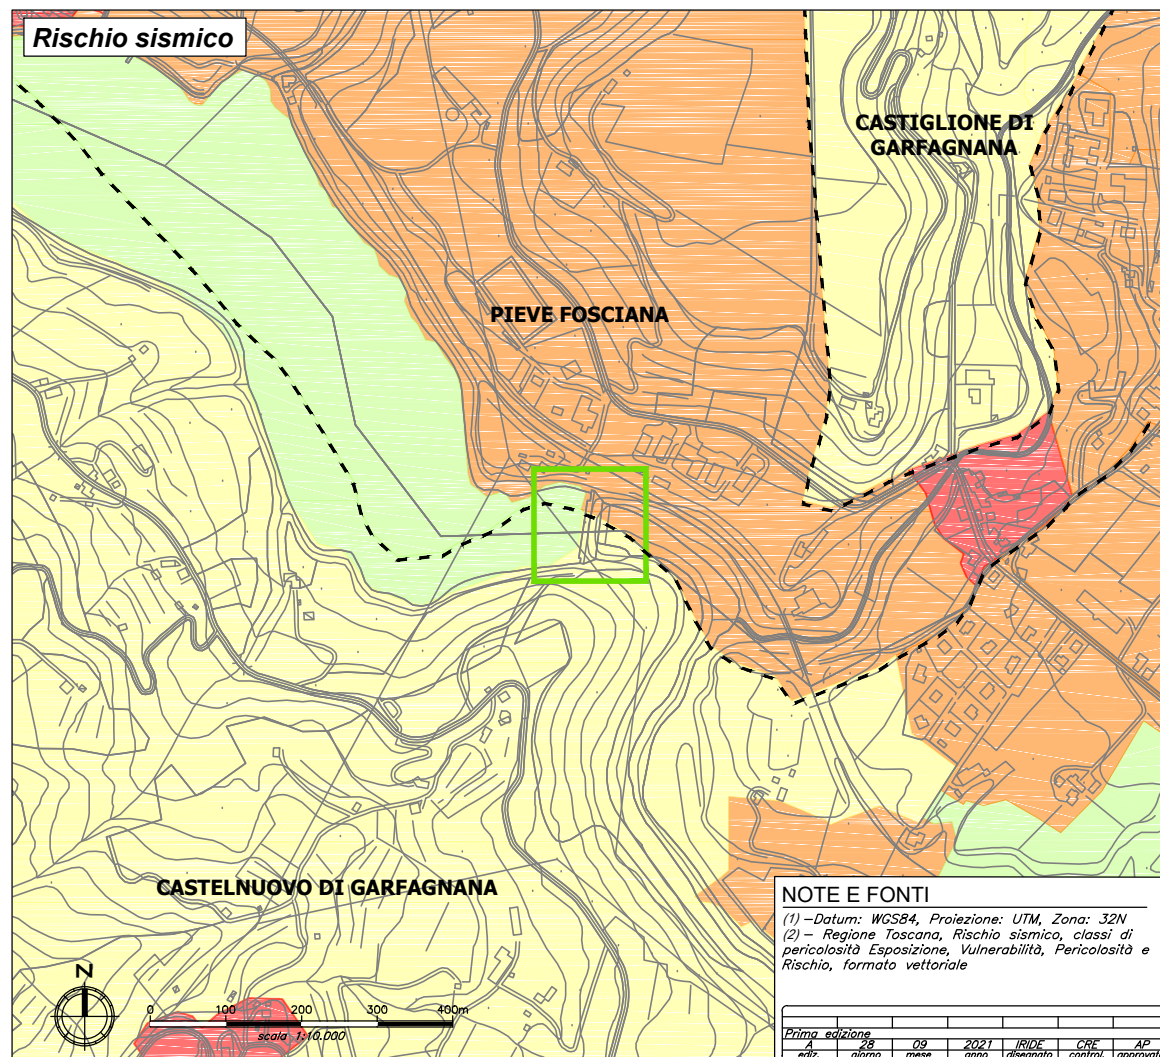 Rischio sismico
CASTIGLIONE DI
GARFAGNANA
PIEVE FOSCIANA
CASTELNUOVO DI GARFAGNANA
N
0 100 200 300 400m
scala 1:10.000
NOTE E FONTI
(1) -Datum: WGS84, Proiezione: UTM, Zona: 32N
(2) - Regione Toscana, Rischio sismico, classi di
pericolosità Esposizione, Vulnerabilità, Pericolosità e
Rischio, formato vettoriale
Prima edizione
A 28 09 2021 IRIDE CRE AP
ediz. giorno mese anno disegnato control.